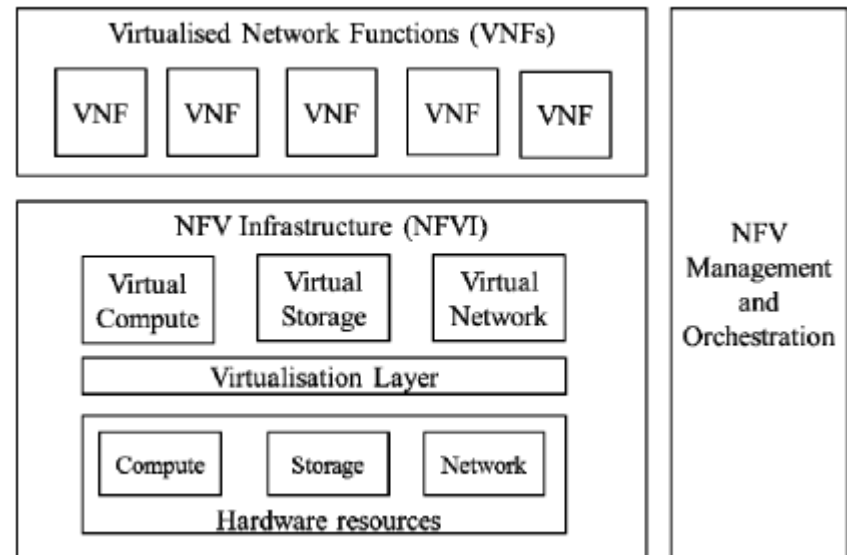 Virtualised Network Functions (VNFs)
VNF VNF VNF VNF VNF
NFV Infrastructure (NFVI)
Virtual
Compute
Virtual
Storage
Virtual
Network
Virtualisation Layer
Compute Storage Network
Hardware resources
NFV
Management
and
Orchestration